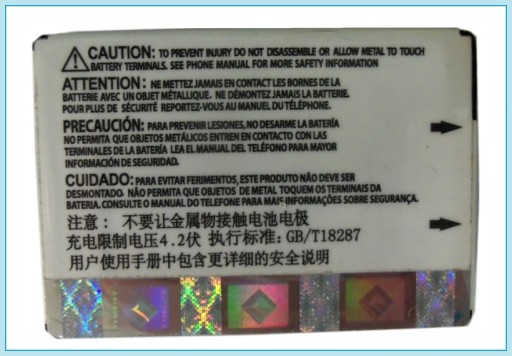 CAUTION: TO PREVENT INJURY DO NOT DISASSEMBLE OR ALLOW METAL TO TOUCH
BATTERY TERMINALS. SEE PHONE MANUAL FOR MORE SAFETY INFORMATION
ATTENTION: NE METTEZ JAMAIS EN CONTACT LES BORNES DE LA
BATTERIE AVEC UN OBJET MÉTALLIQUE. NE DÉMONTEZ JAMAIS LA BATTERIE.
POUR PLUS DE SÉCURITÉ REPORTEZ-VOUS AU MANUEL DU TÉLÉPHONE.
PRECAUCIÓN: PARA PREVENIR LESIONES, NO DESARME LA BATERÍA
NO PERMITA QUE OBJETOS METÁLICOS ENTREN EN CONTACTO CON LAS
TERMINALES DE LA BATERÍA LEA EL MANUAL DEL TELÉFONO PARA MAYOR
INFORMACIÓN DE SEGURIDAD.
CUIDADO: PARA EVITAR FERIMENTOS, ESTE PRODUTO NÃO DEVE SER
DESMONTADO. NÃO PERMITA QUE OBJETOS DE METAL TOQUEM OS TERMINAIS DA
BATERIA, CONSULTE O MANUAL DO TELEFONE PARA MAIS INFORMAÇÕES SOBRE SEGURANÇA.
注意: 不要让金属物接触电池电极
充电限制电压4.2伏 执行标准: GB/T18287
用户使用手册中包含更详细的安全说明